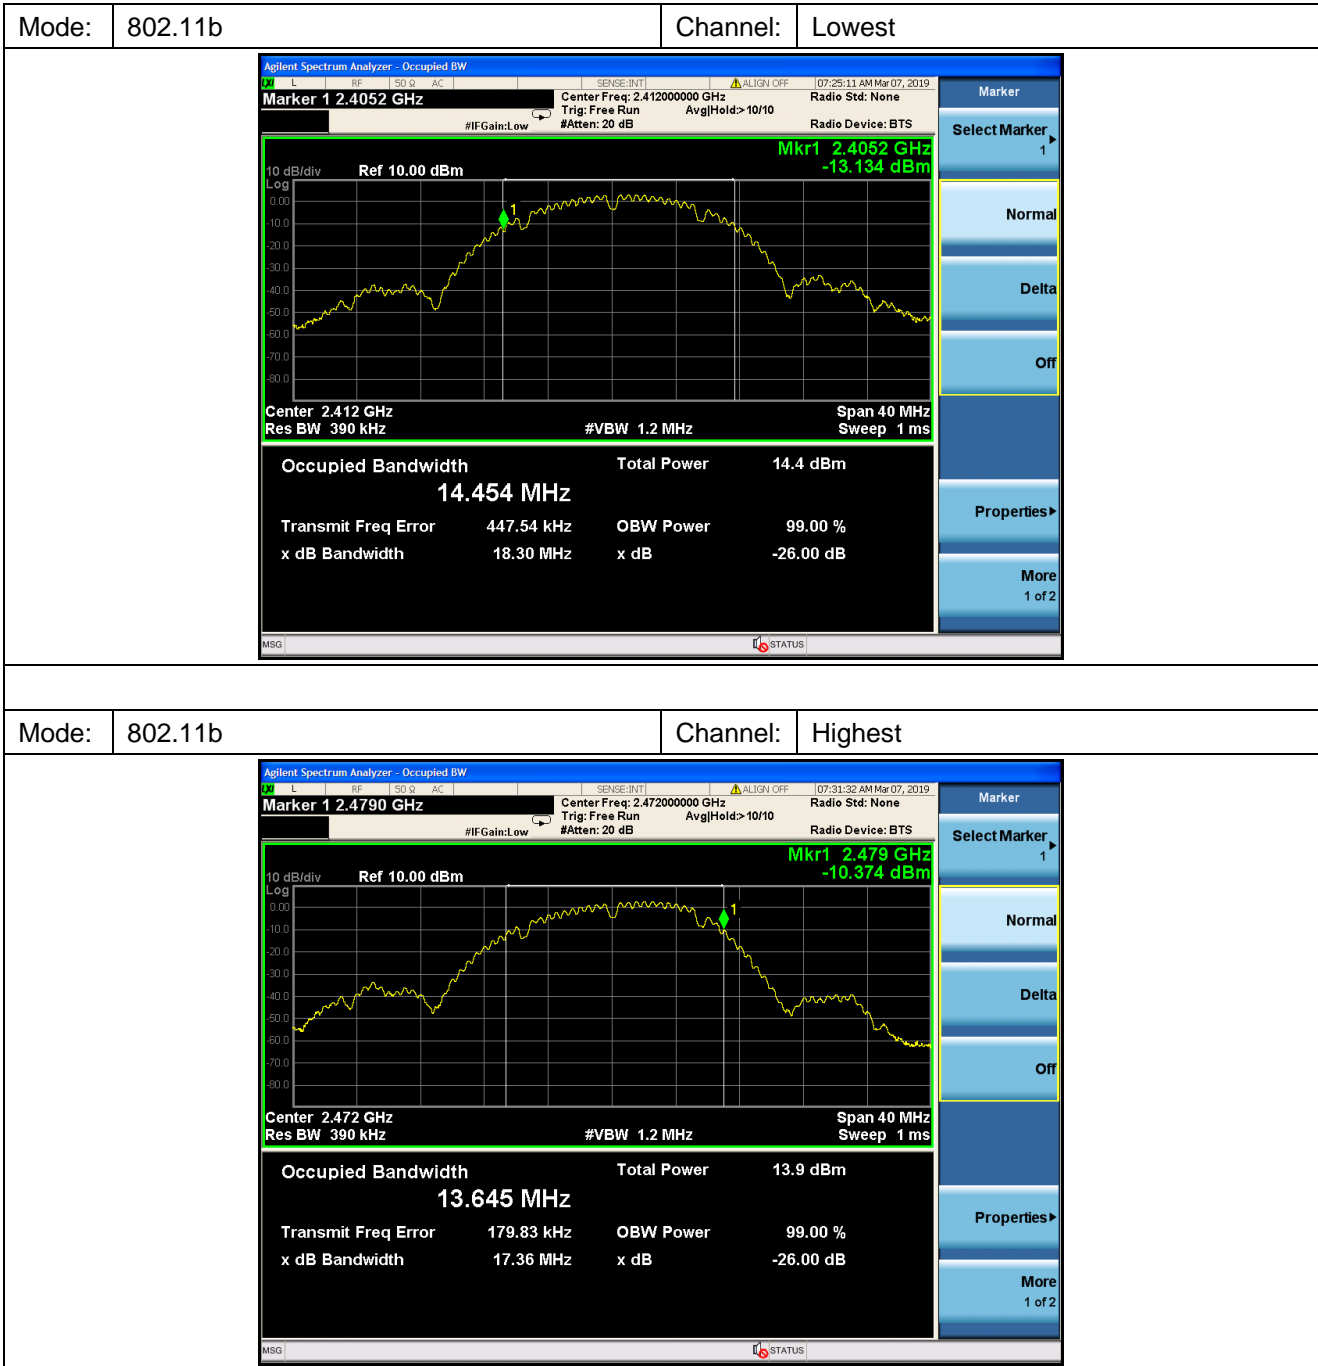 Mode: 802.11b Channel: Lowest
Agilent Spectrum Analyzer - Occupied BW
LXI L RF 50 Ω AC SENSE:INT ALIGN OFF 07:25:11 AM Mar 07, 2019
Marker 1 2.4052 GHz
Center Freq: 2.412000000 GHz Radio Std: None
Trig: Free Run Avg|Hold:>10/10
#IFGain:Low #Atten: 20 dB Radio Device: BTS
Mkr1 2.4052 GHz
10 dB/div Ref 10.00 dBm -13.134 dBm
Log
0.00
1
-10.0
-20.0
-30.0
-40.0
-50.0
-60.0
-70.0
-80.0
Center 2.412 GHz Span 40 MHz
Res BW 390 kHz #VBW 1.2 MHz Sweep 1 ms
Occupied Bandwidth Total Power 14.4 dBm
14.454 MHz
Transmit Freq Error 447.54 kHz OBW Power 99.00 %
x dB Bandwidth 18.30 MHz x dB -26.00 dB
MSG STATUS
Marker
Select Marker
1
Normal
Delta
Off
Properties
More
1 of 2
Mode: 802.11b Channel: Highest
Agilent Spectrum Analyzer - Occupied BW
LXI L RF 50 Ω AC SENSE:INT ALIGN OFF 07:31:32 AM Mar 07, 2019
Marker 1 2.4790 GHz
Center Freq: 2.472000000 GHz Radio Std: None
Trig: Free Run Avg|Hold:>10/10
#IFGain:Low #Atten: 20 dB Radio Device: BTS
Mkr1 2.479 GHz
10 dB/div Ref 10.00 dBm -10.374 dBm
Log
0.00
1
-10.0
-20.0
-30.0
-40.0
-50.0
-60.0
-70.0
-80.0
Center 2.472 GHz Span 40 MHz
Res BW 390 kHz #VBW 1.2 MHz Sweep 1 ms
Occupied Bandwidth Total Power 13.9 dBm
13.645 MHz
Transmit Freq Error 179.83 kHz OBW Power 99.00 %
x dB Bandwidth 17.36 MHz x dB -26.00 dB
MSG STATUS
Marker
Select Marker
1
Normal
Delta
Off
Properties
More
1 of 2